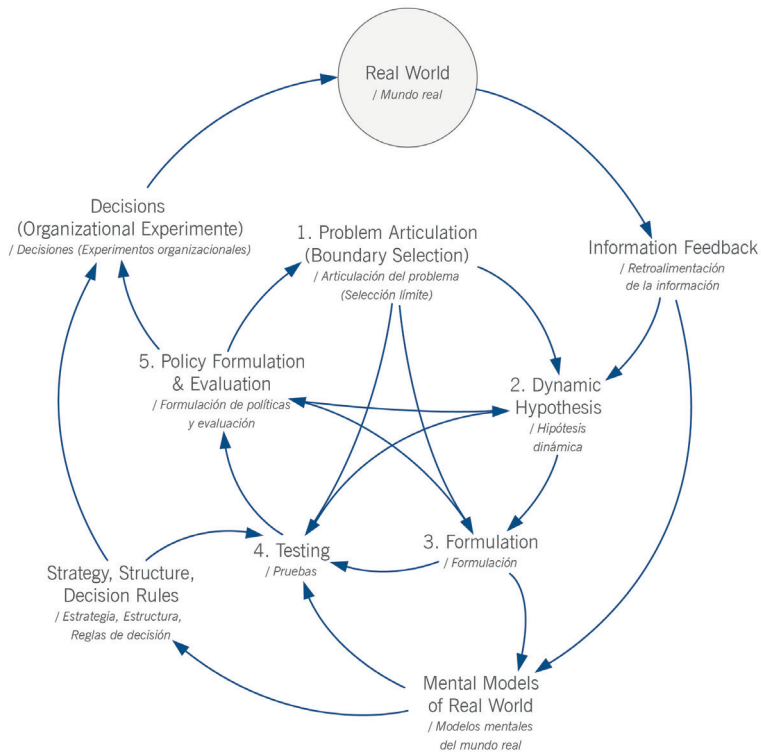 Real World
/ Mundo real
Decisions
(Organizational Experimente)
/ Decisiones (Experimentos organizacionales)
1. Problem Articulation
(Boundary Selection)
/ Articulación del problema
(Selección límite)
Information Feedback
/ Retroalimentación
de la información
5. Policy Formulation
& Evaluation
/ Formulación de políticas
y evaluación
2. Dynamic
Hypothesis
/ Hipótesis
dinámica
4. Testing
/ Pruebas
3. Formulation
/ Formulación
Strategy, Structure,
Decision Rules
/ Estrategia, Estructura,
Reglas de decisión
Mental Models
of Real World
/ Modelos mentales
del mundo real